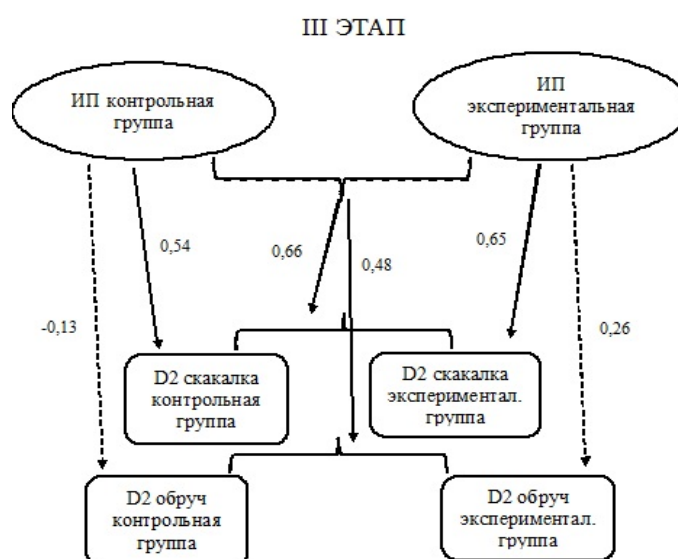 III ЭТАП
ИП контрольная
группа
ИП
экспериментальная
группа
0,54
0,66
0,48
0,65
-0,13
0,26
D2 скакалка
контрольная
группа
D2 скакалка
эксперименtал.
группа
D2 обруч
контрольная
группа
D2 обруч
экспериментал.
группа